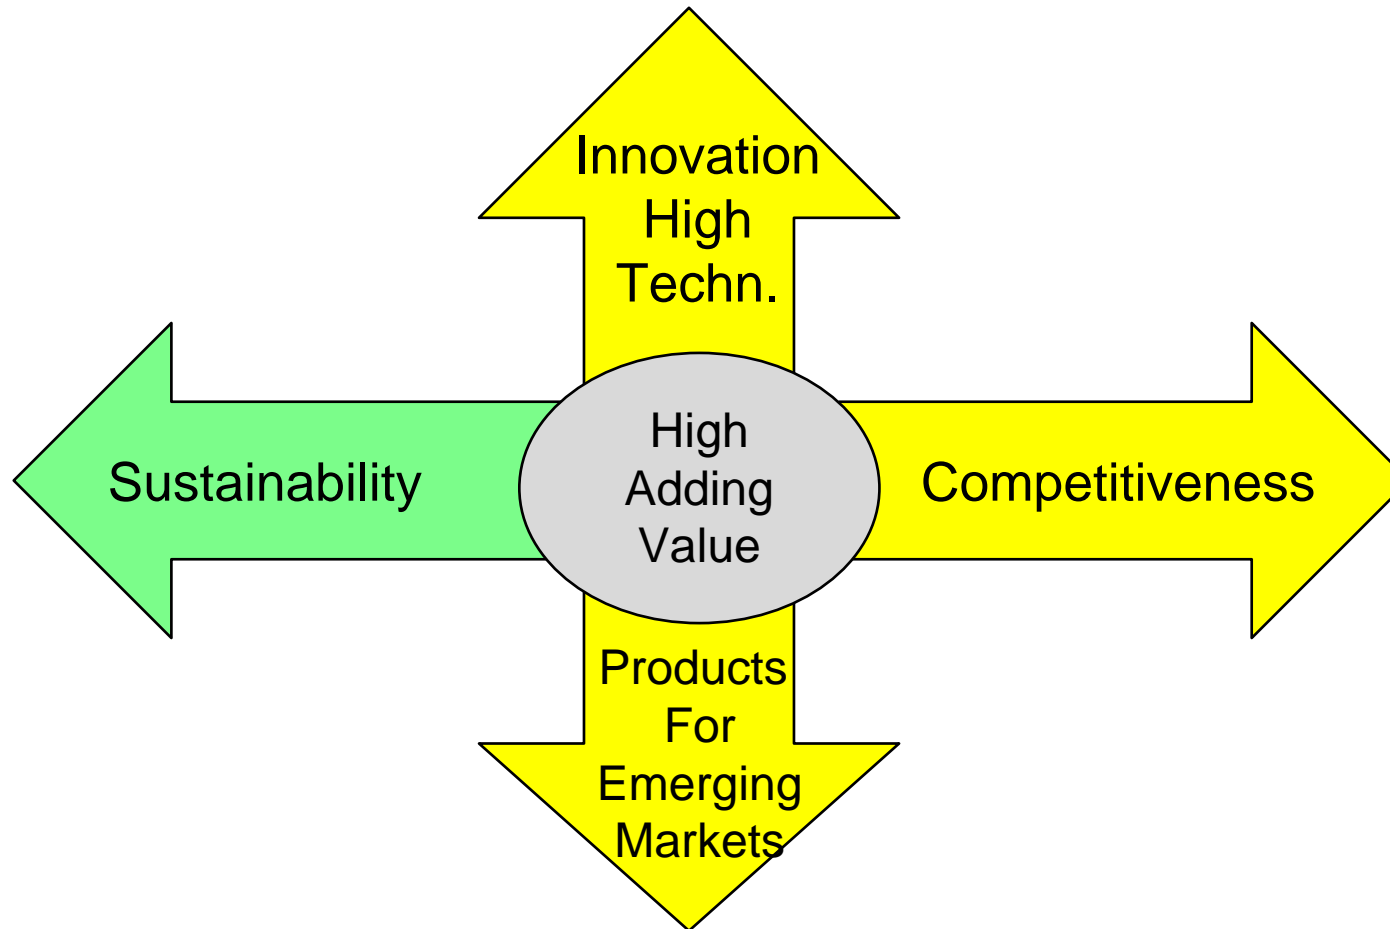 Innovation
High
Techn.
Sustainability
High
Adding
Value
Competitiveness
Products
For
Emerging
Markets